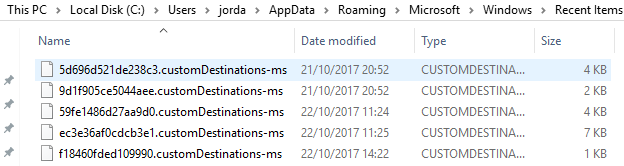 This PC > Local Disk (C:) > Users > jorda > AppData > Roaming > Microsoft > Windows > Recent Items
Name Date modified Type Size
5d696d521de238c3.customDestinations-ms 21/10/2017 20:52 CUSTOMDESTINA... 4 KB
9d1f905ce5044aee.customDestinations-ms 21/10/2017 20:52 CUSTOMDESTINA... 2 KB
59fe1486d27aa9d0.customDestinations-ms 22/10/2017 11:24 CUSTOMDESTINA... 4 KB
ec3e36af0cdcb3e1.customDestinations-ms 22/10/2017 11:25 CUSTOMDESTINA... 7 KB
f18460fded109990.customDestinations-ms 22/10/2017 14:22 CUSTOMDESTINA... 1 KB